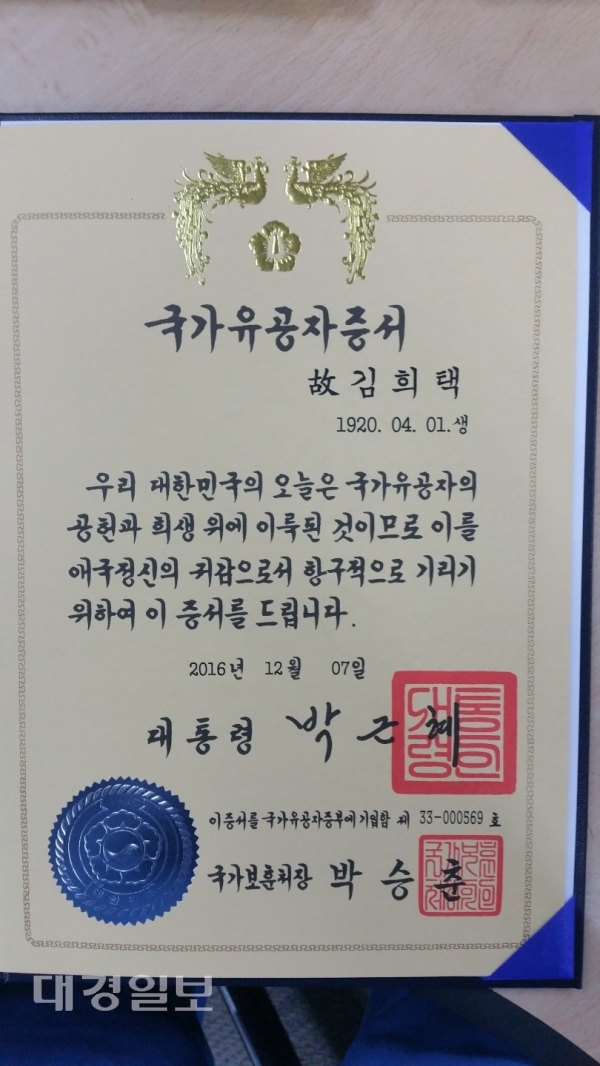 국가유공자증서
故김희택
1920. 04. 01.생
우리 대한민국의 오늘은 국가유공자의
공헌과 희생 위에 이룩된 것이므로 이를
애국정신의 귀감으로서 항구적으로 기리기
위하여 이 증서를 드립니다.
2016년 12월 07일
대통령 박근혜
이 증서를 국가유공자증부에 기입함 제 33-000569 호
국가보훈처장 박승춘
대경일보